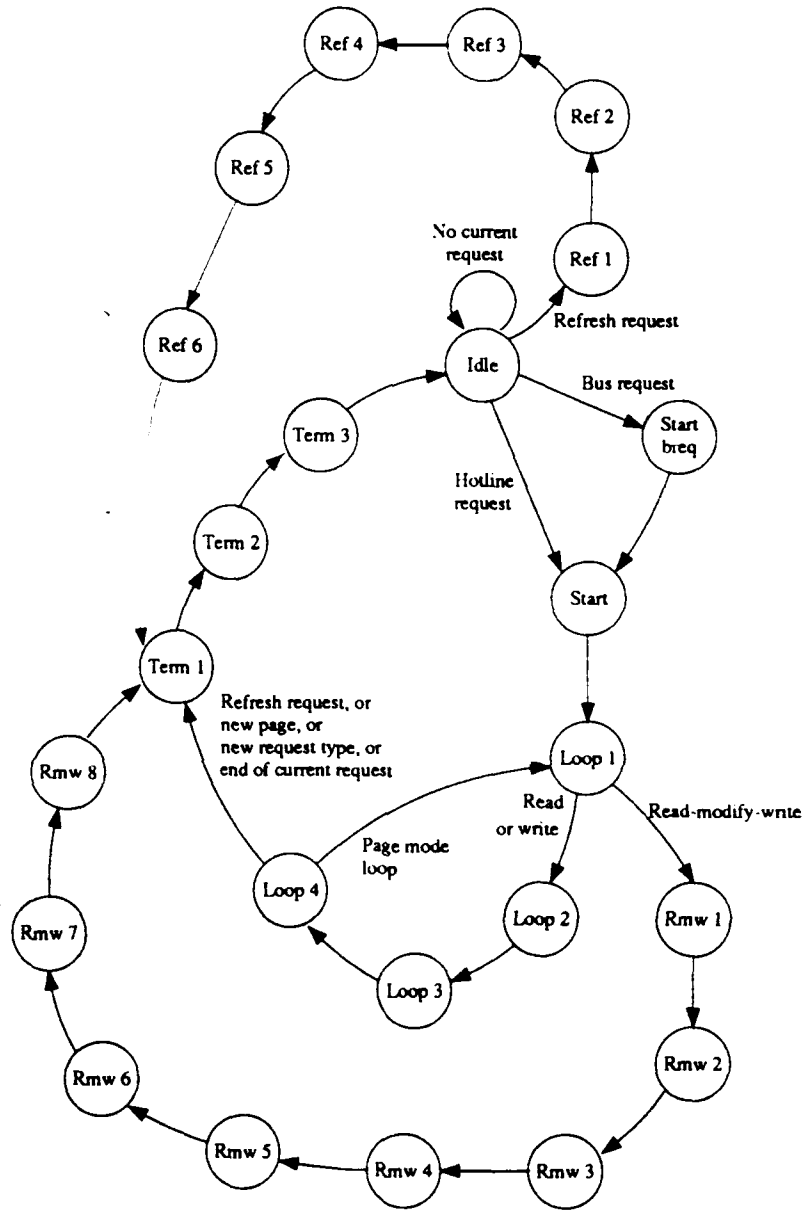 Ref 4
Ref 3
Ref 2
Ref 5
No current
request
Ref 1
Refresh request
Ref 6
Idle
Bus request
Term 3
Start
breq
Hotline
request
Term 2
Start
Term 1
Refresh request, or
new page, or
new request type, or
end of current request
Loop 1
Rmw 8
Read
or write
Read-modify-write
Page mode
loop
Loop 4
Loop 2
Rmw 1
Rmw 7
Loop 3
Rmw 2
Rmw 6
Rmw 5
Rmw 4
Rmw 3